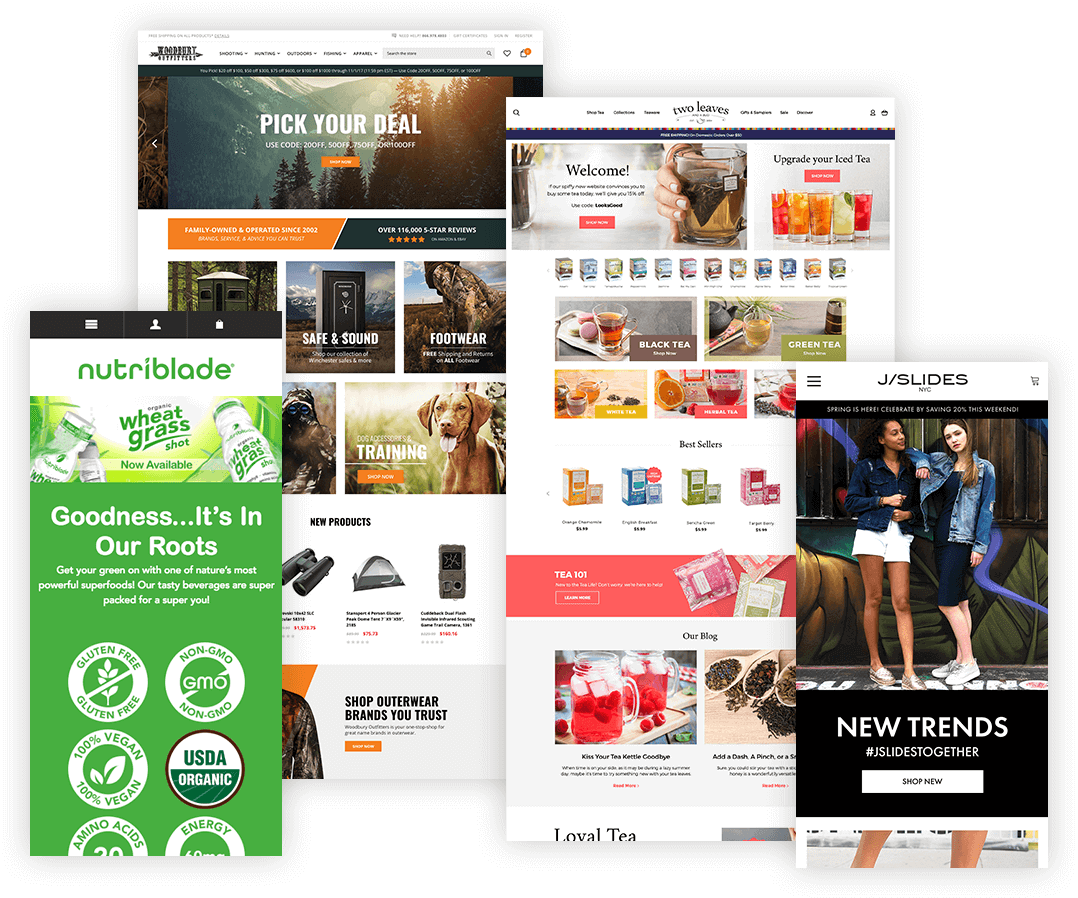 FREE SHIPPING ON ALL PRODUCTS* DETAILS
NEED HELP? 866.979.4653
GIFT CERTIFICATES
SIGN IN
REGISTER
WOODBURY
OUTFITTERS
SHOOTING
HUNTING
OUTDOORS
FISHING
APPAREL
Search the store
You Pick! $20 off $100, $50 off $300, $75 off $600, or $100 off $1000 through 11/1/17 (11:59 pm EST) — Use Code 20OFF, 50OFF, 75OFF, or 100OFF
PICK YOUR DEAL
USE CODE: 20OFF, 50OFF, 75OFF, OR 100OFF
SHOP NOW
FAMILY-OWNED & OPERATED SINCE 2002
BRANDS, SERVICE, & ADVICE YOU CAN TRUST
OVER 116,000 5-STAR REVIEWS
ON AMAZON & EBAY
SAFE & SOUND
Shop our collection of
Winchester safes & more
FOOTWEAR
FREE Shipping and Returns
on ALL Footwear
DOG ACCESSORIES &
TRAINING
SHOP NOW
NEW PRODUCTS
10x42 SLC
58310
$1,572.75
Stansport 4 Person Glacier
Peak Dome Tent 7 'X9 'X59",
2185
$75.78
Cuddeback Dual Flash
Invisible Infrared Scouting
Game Trail Camera, 1361
$160.16
SHOP OUTERWEAR
BRANDS YOU TRUST
Woodbury Outfitters is your one-stop-shop for
great name brands in outerwear.
SHOP NOW
Shop Tea
Collections
Teaware
two leaves
Gifts & Samplers
Sale
Discover
FREE SHIPPING! On Domestic Orders Over $50
Welcome!
If our spiffy new website convinces you to
buy some tea today, we'll give you 15% off
Use code: LooksGood
SHOP NOW
Upgrade your Iced Tea
SHOP NOW
BLACK TEA
Shop Now
GREEN TEA
Shop Now
WHITE TEA
HERBAL TEA
Best Sellers
Orange Chamomile
$5.99
English Breakfast
$5.99
Sencha Green
$5.99
Target Berry
$5.99
TEA 101
New to the Tea Life? Don't worry we're here to help!
LEARN MORE
Our Blog
Kiss Your Tea Kettle Goodbye
When time is on your side, as it may be during a lazy summer
day, maybe it's time to try something new with your tea leaves
Read More ›
Add a Dash, A Pinch, or a S
Sure, you could stir your tea with a
honey is a wonderfully versatile
Read More ›
Loyal Tea
nutriblade®
organic
wheat
grass
shot
Now Available
Goodness...It's In
Our Roots
Get your green on with one of nature's most
powerful superfoods! Our tasty beverages are super
packed for a super you!
GLUTEN FREE
GLUTEN FREE
NON-GMO
GMO
NON-GMO
100% VEGAN
100% VEGAN
USDA
ORGANIC
AMINO ACIDS
20
ENERGY
J/SLIDES
NYC
SPRING IS HERE! CELEBRATE BY SAVING 20% THIS WEEKEND!
NEW TRENDS
#JSLIDESTOGETHER
SHOP NEW